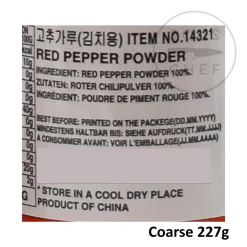 고추가루(김치용) ITEM NO.14321
RED PEPPER POWDER
INGREDIENT: RED PEPPER POWDER 100%.
ZUTATEN: ROTER CHILIPULVER 100%.
INGRÉDIENT: POUDRE DE PIMENT ROUGE 100%.
BEST BEFORE: PRINTED ON THE PACKEGE(DD.MM.YYYY)
MINDESTENS HALTBAR BIS: SIEHE AUFDRUCK(TT.MM.JJJJ)
A CONSOMMER AVANT: VOIR L'EMBALLAGE(JJ.MM.AAAA)
* STORE IN A COOL DRY PLACE
PRODUCT OF CHINA
Coarse 227g